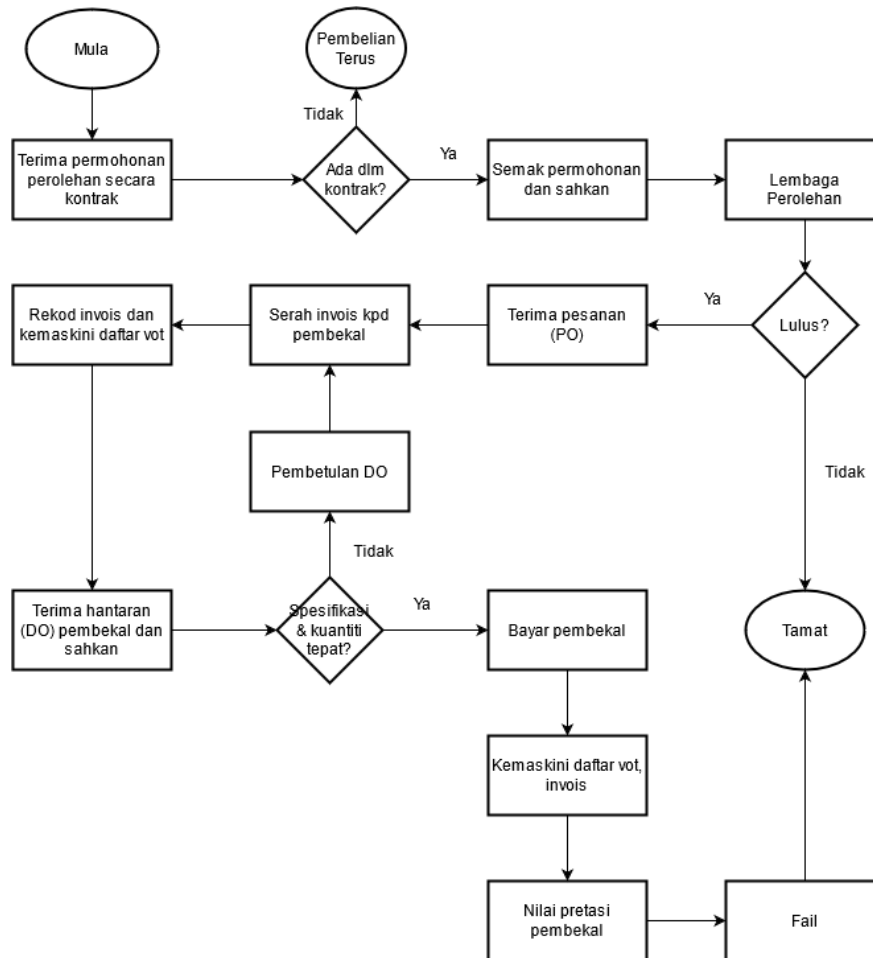 Mula
Pembelian
Terus
Tidak
Terima permohonan
perolehan secara
kontrak
Ada dlm
kontrak?
Ya
Semak permohonan
dan sahkan
Lembaga
Perolehan
Rekod invois dan
kemaskini daftar vot
Serah invois kpd
pembekal
Terima pesanan
(PO)
Ya
Lulus?
Pembetulan DO
Tidak
Tidak
Terima hantaran
(DO) pembekal dan
sahkan
Spesifikasi
& kuantiti
tepat?
Ya
Bayar pembekal
Tamat
Kemaskini daftar vot,
invois
Nilai pretasi
pembekal
Fail